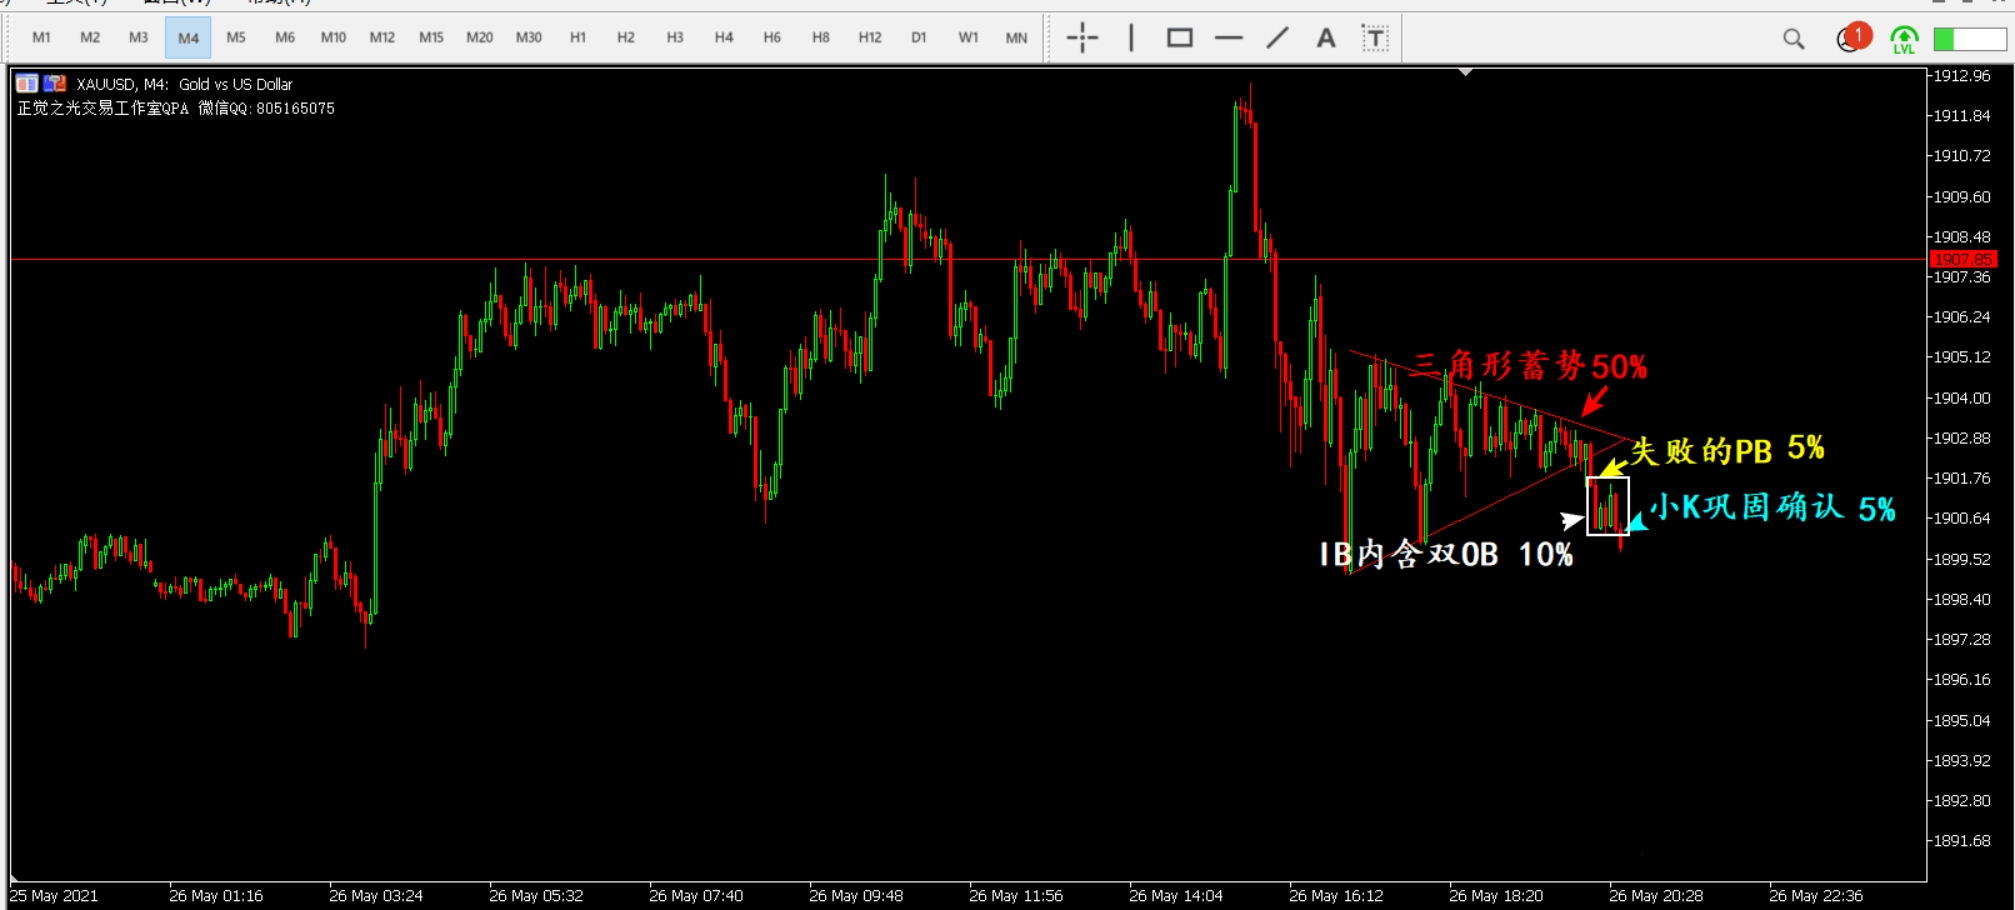 M1 M2 M3 M4 M5 M6 M10 M12 M15 M20 M30 H1 H2 H3 H4 H6 H8 H12 D1 W1 MN A T 1 LVL
XAUUSD, M4: Gold vs US Dollar
正觉之光交易工作室QPA 微信QQ:805165075
1912.96
1911.84
1910.72
1909.60
1908.48
1907.85
1907.36
1906.24
1905.12
三角形蓄势50%
1904.00
1902.88
失败的PB 5%
1901.76
小K巩固确认 5%
1900.64
IB内含双OB 10%
1899.52
1898.40
1897.28
1896.16
1895.04
1893.92
1892.80
1891.68
25 May 2021 26 May 01:16 26 May 03:24 26 May 05:32 26 May 07:40 26 May 09:48 26 May 11:56 26 May 14:04 26 May 16:12 26 May 18:20 26 May 20:28 26 May 22:36